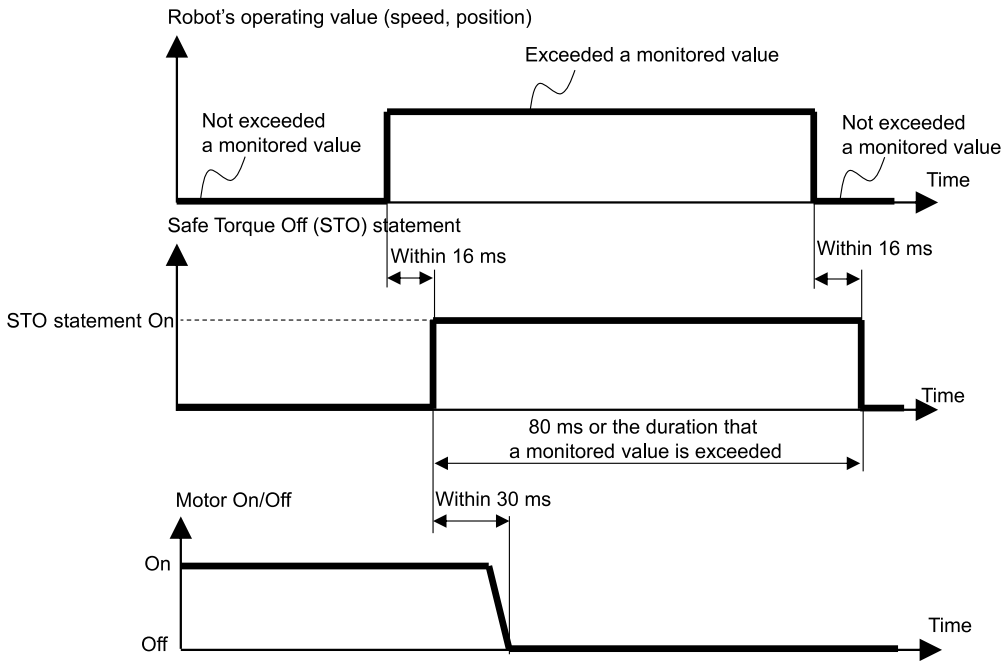 Robot's operating value (speed, position)
Exceeded a monitored value
Not exceeded
a monitored value
Not exceeded
a monitored value
Time
Safe Torque Off (STO) statement
Within 16 ms
Within 16 ms
STO statement On
Time
80 ms or the duration that
a monitored value is exceeded
Within 30 ms
Motor On/Off
On
Off
Time